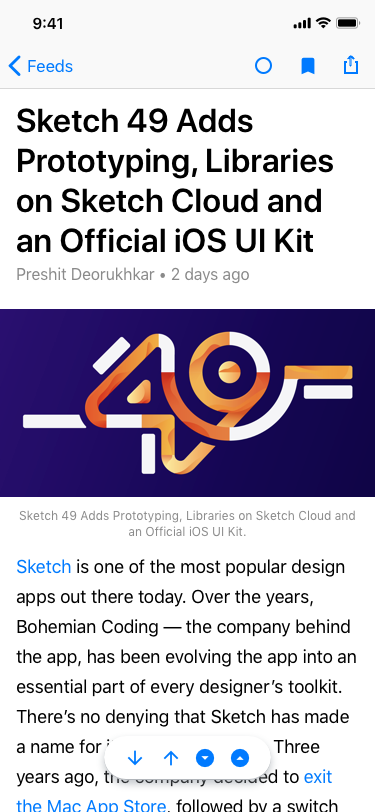 9:41
Feeds
Sketch 49 Adds
Prototyping, Libraries
on Sketch Cloud and
an Official iOS UI Kit
Preshit Deorukhkar • 2 days ago
49
Sketch 49 Adds Prototyping, Libraries on Sketch Cloud and
an Official iOS UI Kit.
Sketch is one of the most popular design
apps out there today. Over the years,
Bohemian Coding — the company behind
the app, has been evolving the app into an
essential part of every designer’s toolkit.
There’s no denying that Sketch has made
a name for Three
years ago, the company decided to exit
the Mac App Store, followed by a switch